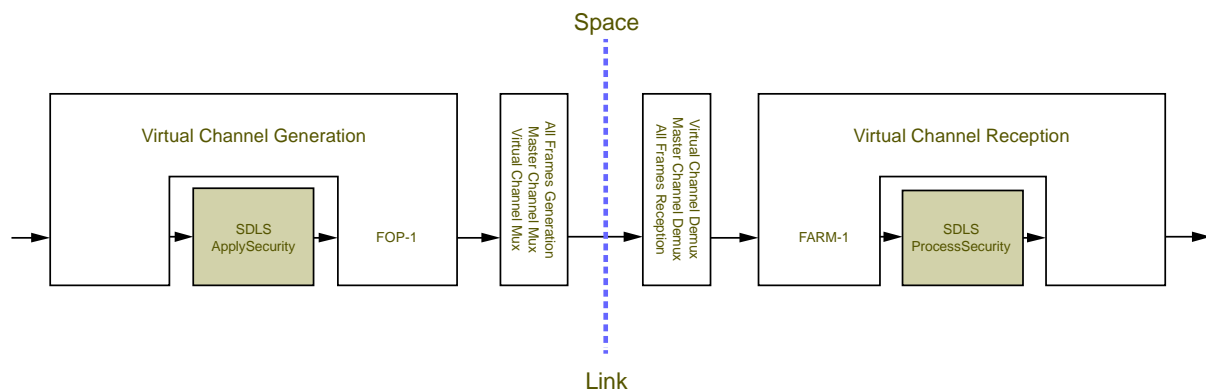 Space
Virtual Channel Generation
SDLS
ApplySecurity
FOP-1
All Frames Generation
Master Channel Mux
Virtual Channel Mux
Virtual Channel Demux
Master Channel Demux
All Frames Reception
Virtual Channel Reception
FARM-1
SDLS
ProcessSecurity
Link